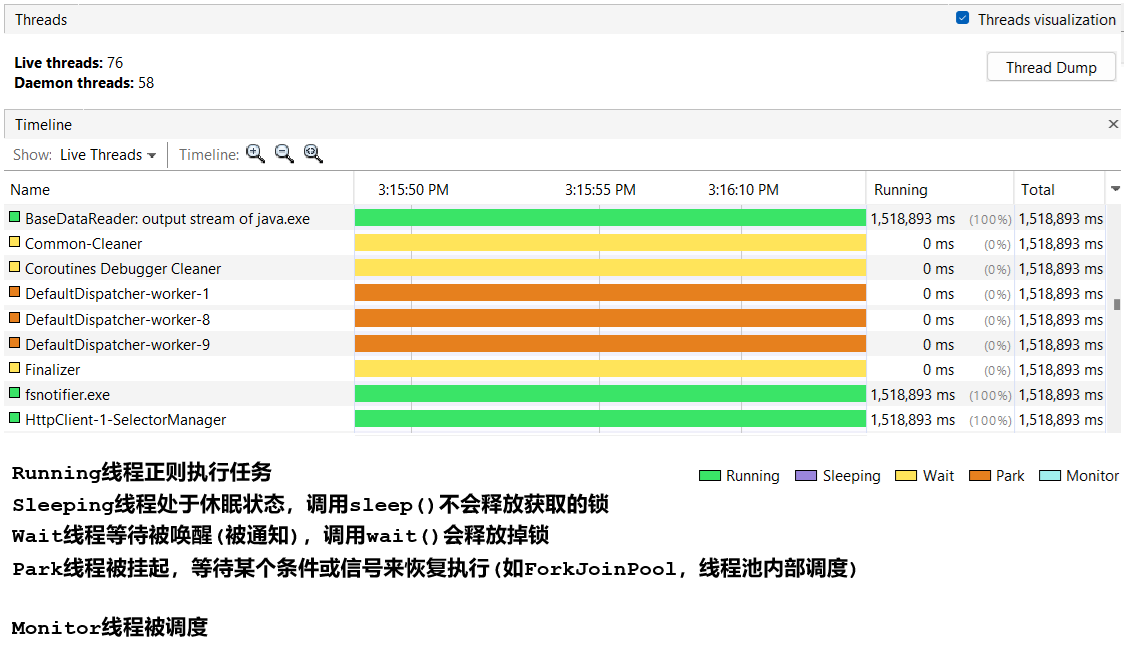 Threads
Threads visualization
Live threads: 76
Daemon threads: 58
Thread Dump
Timeline
Show: Live Threads
Timeline:
Name 3:15:50 PM 3:15:55 PM 3:16:10 PM Running Total
BaseDataReader: output stream of java.exe 1,518,893 ms (100%) 1,518,893 ms
Common-Cleaner 0 ms (0%) 1,518,893 ms
Coroutines Debugger Cleaner 0 ms (0%) 1,518,893 ms
DefaultDispatcher-worker-1 0 ms (0%) 1,518,893 ms
DefaultDispatcher-worker-8 0 ms (0%) 1,518,893 ms
DefaultDispatcher-worker-9 0 ms (0%) 1,518,893 ms
Finalizer 0 ms (0%) 1,518,893 ms
fsnotifier.exe 1,518,893 ms (100%) 1,518,893 ms
HttpClient-1-SelectorManager 1,518,893 ms (100%) 1,518,893 ms
Running Sleeping Wait Park Monitor
Running线程正则执行任务
Sleeping线程处于休眠状态，调用sleep()不会释放获取的锁
Wait线程等待被唤醒(被通知)，调用wait()会释放掉锁
Park线程被挂起，等待某个条件或信号来恢复执行(如ForkJoinPool，线程池内部调度)
Monitor线程被调度